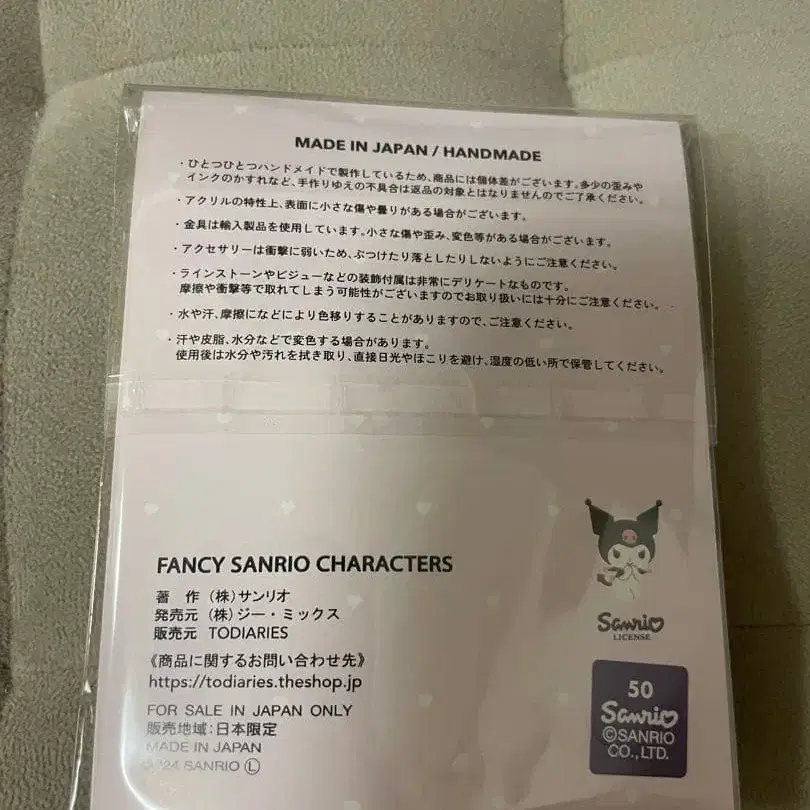 MADE IN JAPAN / HANDMADE
・ひとつひとつハンドメイドで製作しているため、商品には個体差がございます。多少の歪みや
インクのかすれなど、手作りゆえの不具合は返品の対象とはなりませんのでご了承ください。
・アクリルの特性上、表面に小さな傷や曇りがある場合がございます。
・金具は輸入製品を使用しています。小さな傷や歪み、変色等がある場合がございます。
・アクセサリーは衝撃に弱いため、ぶつけたり落としたりしないようにご注意ください。
・ラインストーンやビジューなどの装飾付属は非常にデリケートなものです。
摩擦や衝撃等で取れてしまう可能性がございますのでお取り扱いには十分にご注意ください。
・水や汗、摩擦になどにより色移りすることがありますので、ご注意ください。
・汗や皮脂、水分などで変色する場合があります。
使用後は水分や汚れを拭き取り、直接日光やほこりを避け、湿度の低い所で保管してください。
FANCY SANRIO CHARACTERS
著 作 (株)サンリオ
発売元 (株)ジー・ミックス
販売元 TODIARIES
《商品に関するお問い合わせ先》
https://todiaries.theshop.jp
FOR SALE IN JAPAN ONLY
販売地域:日本限定
MADE IN JAPAN
2024 SANRIO Ⓛ
Sanrio
LICENSE
50
Sanrio
©SANRIO
CO., LTD.